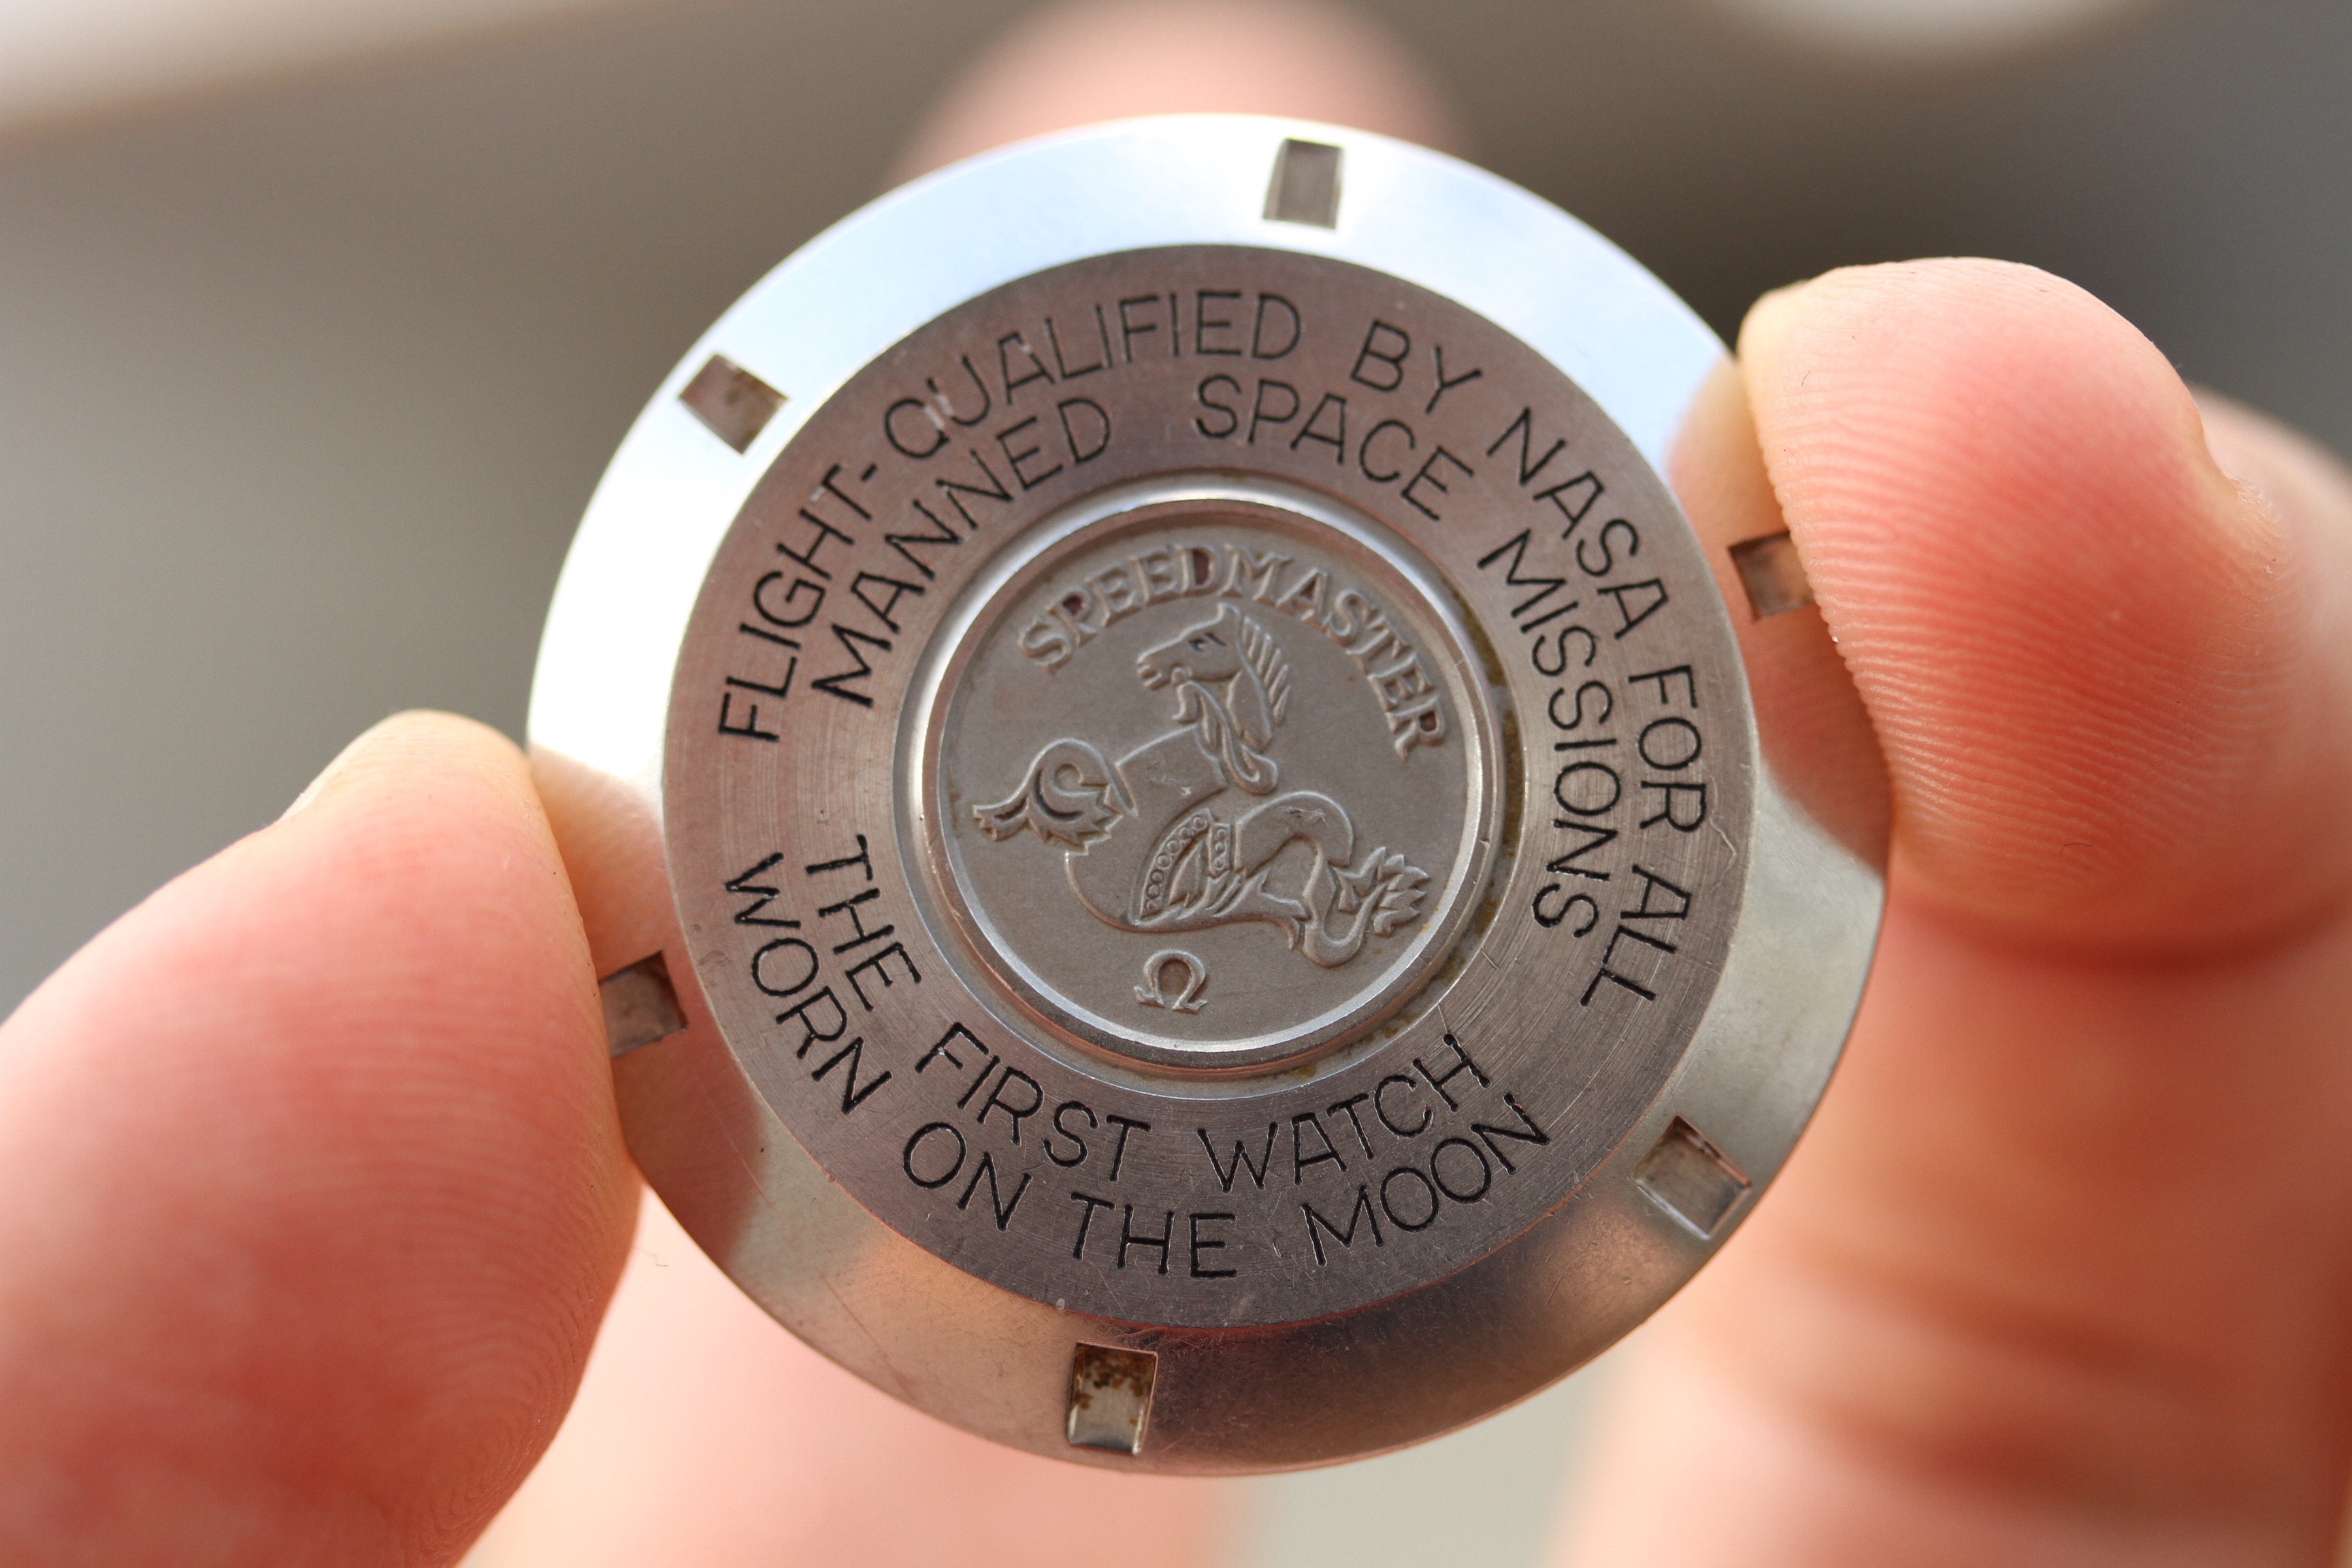 FLIGHT-QUALIFIED BY NASA FOR ALL
MANNED SPACE MISSIONS
SPEEDMASTER
Ω
THE FIRST WATCH
WORN ON THE MOON